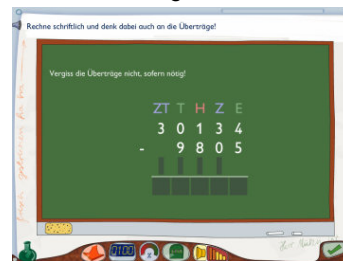 Rechne schriftlich und denk dabei auch an die Überträge!
Vergiss die Überträge nicht, sofern nötig!
ZT T H Z E
3 0 1 3 4
- 9 8 0 5
0100